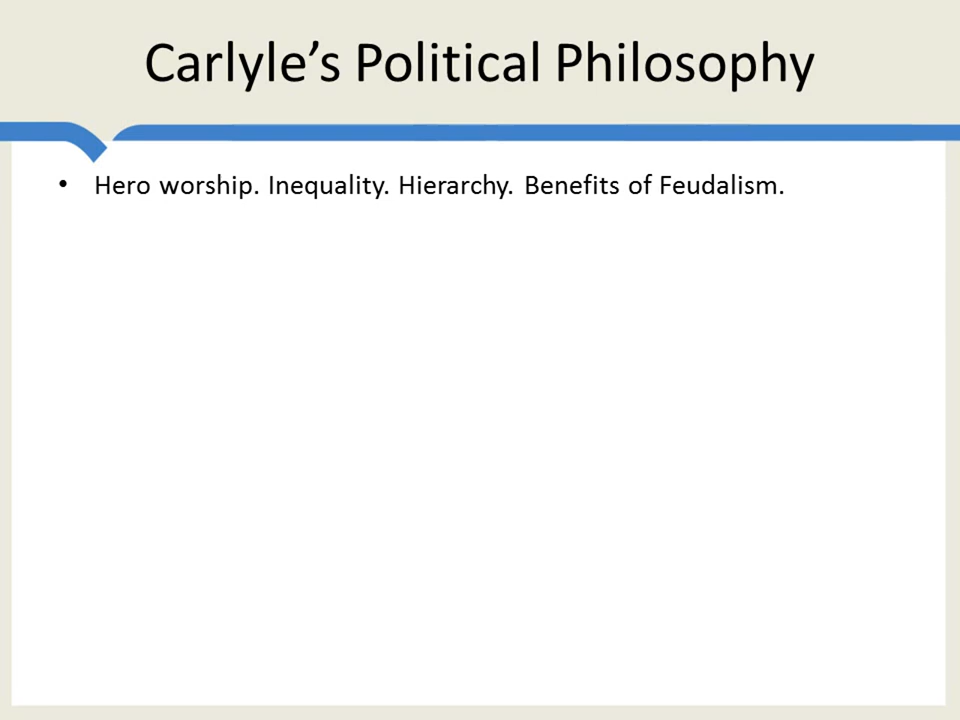 Carlyle’s Political Philosophy
• Hero worship. Inequality. Hierarchy. Benefits of Feudalism.